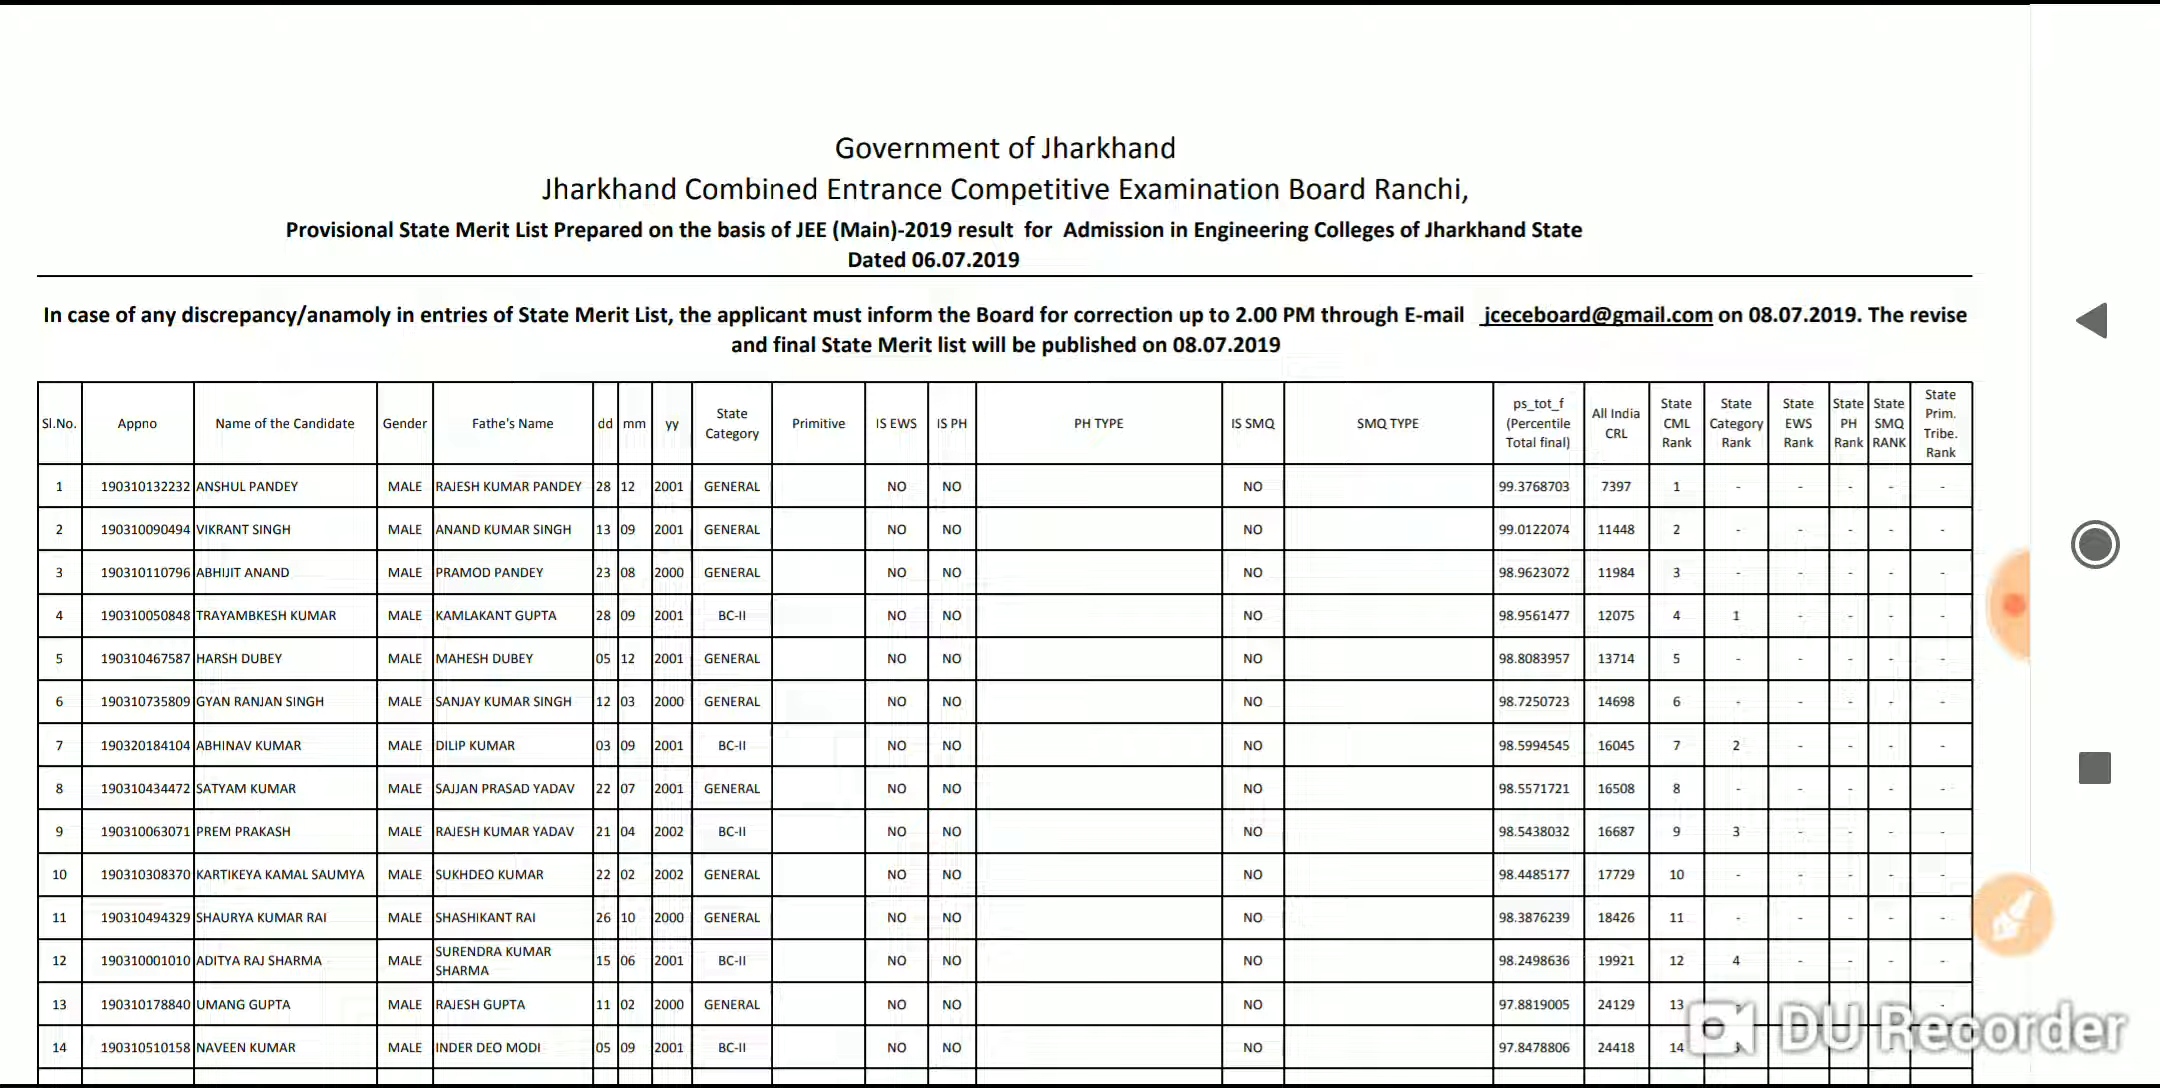 Government of Jharkhand
Jharkhand Combined Entrance Competitive Examination Board Ranchi,
Provisional State Merit List Prepared on the basis of JEE (Main)-2019 result for Admission in Engineering Colleges of Jharkhand State
Dated 06.07.2019
In case of any discrepancy/anamoly in entries of State Merit List, the applicant must inform the Board for correction up to 2.00 PM through E-mail jceceboard@gmail.com on 08.07.2019. The revise
and final State Merit list will be published on 08.07.2019
Sl.No. Appno Name of the Candidate Gender Fathe's Name dd mm yy State Category Primitive IS EWS IS PH PH TYPE IS SMQ SMQ TYPE ps_tot_f (Percentile Total final) All India CRL State CML Rank State Category Rank State EWS Rank State PH Rank State SMQ RANK State Prim. Tribe. Rank
1 190310132232 ANSHUL PANDEY MALE RAJESH KUMAR PANDEY 28 12 2001 GENERAL NO NO NO 99.3768703 7397 1 - - - - -
2 190310090494 VIKRANT SINGH MALE ANAND KUMAR SINGH 13 09 2001 GENERAL NO NO NO 99.0122074 11448 2 - - - - -
3 190310110796 ABHIJIT ANAND MALE PRAMOD PANDEY 23 08 2000 GENERAL NO NO NO 98.9623072 11984 3 - - - - -
4 190310050848 TRAYAMBKESH KUMAR MALE KAMLAKANT GUPTA 28 09 2001 BC-II NO NO NO 98.9561477 12075 4 1 - - - -
5 190310467587 HARSH DUBEY MALE MAHESH DUBEY 05 12 2001 GENERAL NO NO NO 98.8083957 13714 5 - - - - -
6 190310735809 GYAN RANJAN SINGH MALE SANJAY KUMAR SINGH 12 03 2000 GENERAL NO NO NO 98.7250723 14698 6 - - - - -
7 190320184104 ABHINAV KUMAR MALE DILIP KUMAR 03 09 2001 BC-II NO NO NO 98.5994545 16045 7 2 - - - -
8 190310434472 SATYAM KUMAR MALE SAJJAN PRASAD YADAV 22 07 2001 GENERAL NO NO NO 98.5571721 16508 8 - - - - -
9 190310063071 PREM PRAKASH MALE RAJESH KUMAR YADAV 21 04 2002 BC-II NO NO NO 98.5438032 16687 9 3 - - - -
10 190310308370 KARTIKEYA KAMAL SAUMYA MALE SUKHDEO KUMAR 22 02 2002 GENERAL NO NO NO 98.4485177 17729 10 - - - - -
11 190310494329 SHAURYA KUMAR RAI MALE SHASHIKANT RAI 26 10 2000 GENERAL NO NO NO 98.3876239 18426 11 - - - - -
12 190310001010 ADITYA RAJ SHARMA MALE SURENDRA KUMAR SHARMA 15 06 2001 BC-II NO NO NO 98.2498636 19921 12 4 - - - -
13 190310178840 UMANG GUPTA MALE RAJESH GUPTA 11 02 2000 GENERAL NO NO NO 97.8819005 24129 13 - - - - -
14 190310510158 NAVEEN KUMAR MALE INDER DEO MODI 05 09 2001 BC-II NO NO NO 97.8478806 24418 14 - - - -
DU Recorder